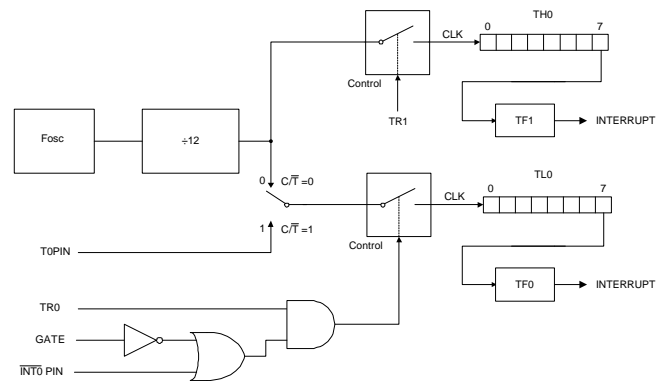 TH0
0 7
CLK
Control
TR1
TF1 INTERRUPT
Fosc ÷12
0 C/T̅ =0
1 C/T̅ =1
T0PIN
TL0
0 7
CLK
Control
TF0 INTERRUPT
TR0
GATE
I̅N̅T̅0̅ PIN